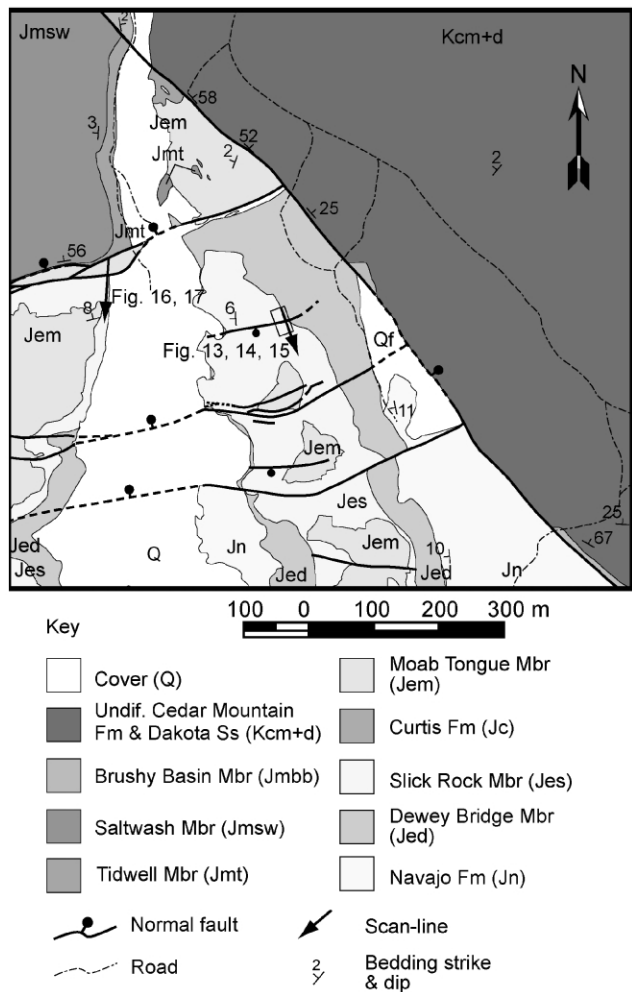 Jmsw
2
Kcm+d
N
58
3
Jem
52
Jmt
2
2
25
Jmt
56
Fig. 16, 17
8
6
Jem
Qf
Fig. 13, 14, 15
11
Jem
Jes
25
Jed
Jn
Jem
67
Jes
Q
Jed
10
Jed
Jn
100 0 100 200 300 m
Key
Cover (Q)
Undif. Cedar Mountain
Fm & Dakota Ss (Kcm+d)
Brushy Basin Mbr (Jmbb)
Saltwash Mbr (Jmsw)
Tidwell Mbr (Jmt)
Normal fault
Road
Moab Tongue Mbr
(Jem)
Curtis Fm (Jc)
Slick Rock Mbr (Jes)
Dewey Bridge Mbr
(Jed)
Navajo Fm (Jn)
Scan-line
2
Bedding strike
& dip